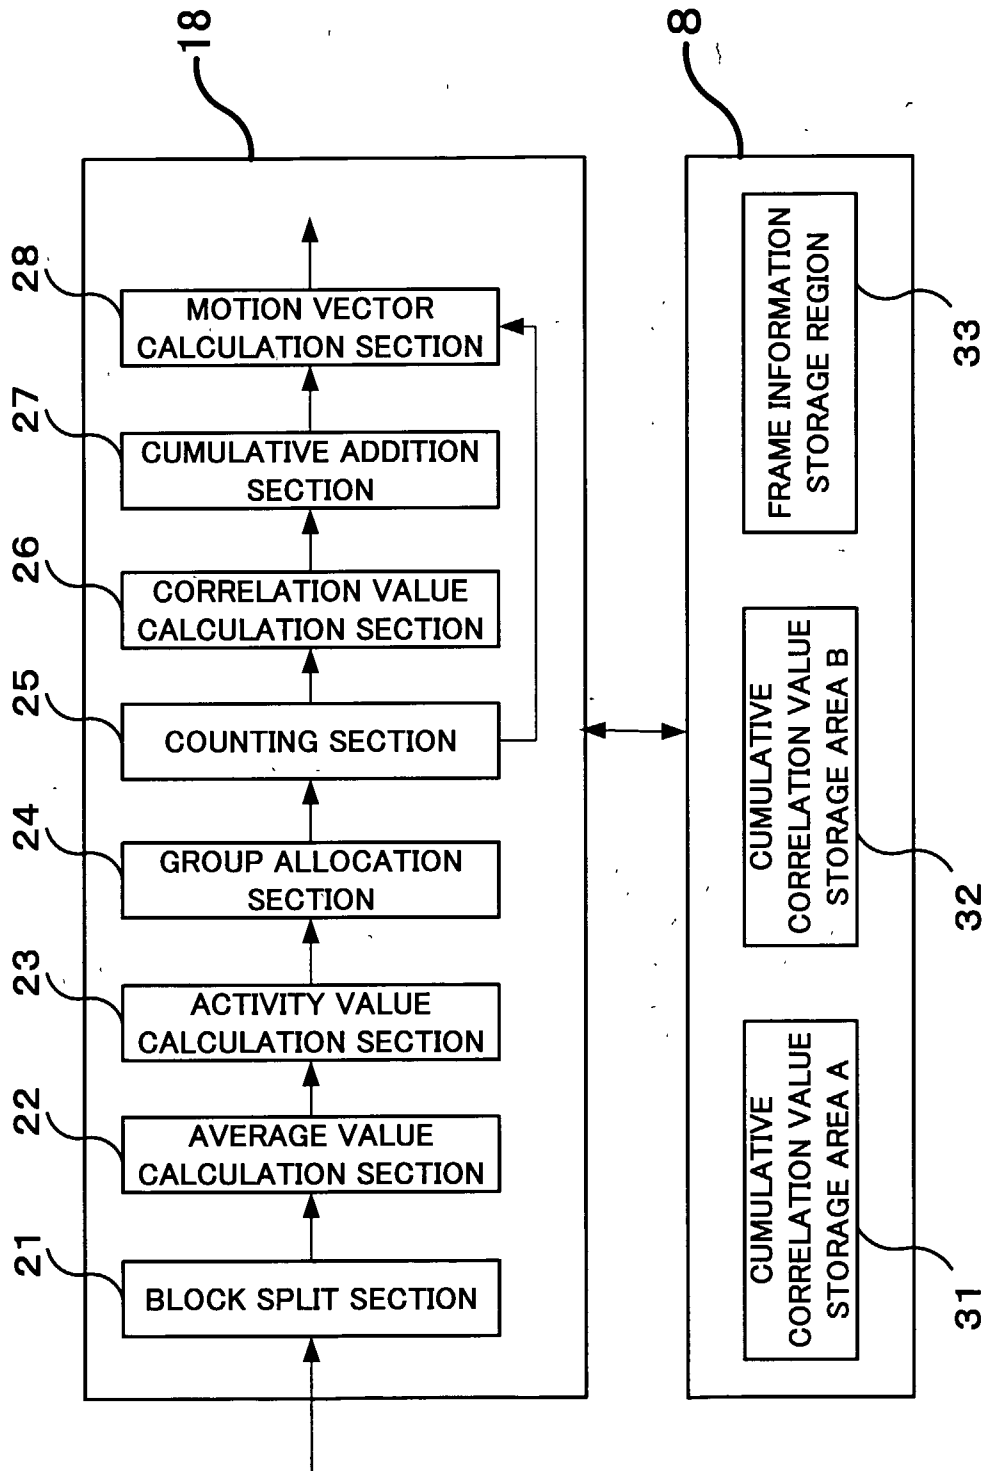 18
28
MOTION VECTOR
CALCULATION SECTION
27
CUMULATIVE ADDITION
SECTION
26
CORRELATION VALUE
CALCULATION SECTION
25
COUNTING SECTION
24
GROUP ALLOCATION
SECTION
23
ACTIVITY VALUE
CALCULATION SECTION
22
AVERAGE VALUE
CALCULATION SECTION
21
BLOCK SPLIT SECTION
8
FRAME INFORMATION
STORAGE REGION
33
CUMULATIVE
CORRELATION VALUE
STORAGE AREA B
32
CUMULATIVE
CORRELATION VALUE
STORAGE AREA A
31